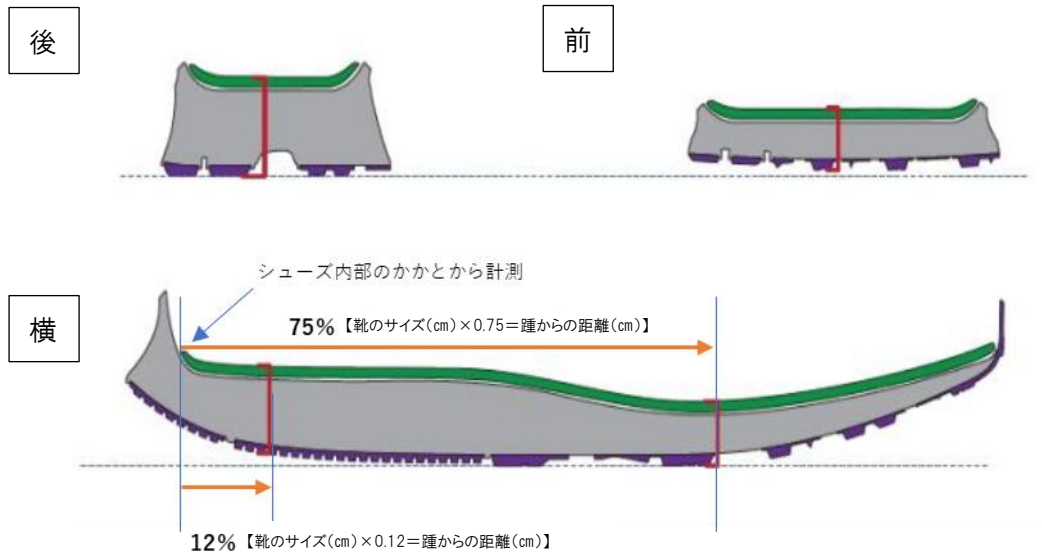 後
前
シューズ内部のかかとから計測
横
75% 【靴のサイズ(㎝)×0.75=踵からの距離(㎝)】
12% 【靴のサイズ(㎝)×0.12=踵からの距離(㎝)】